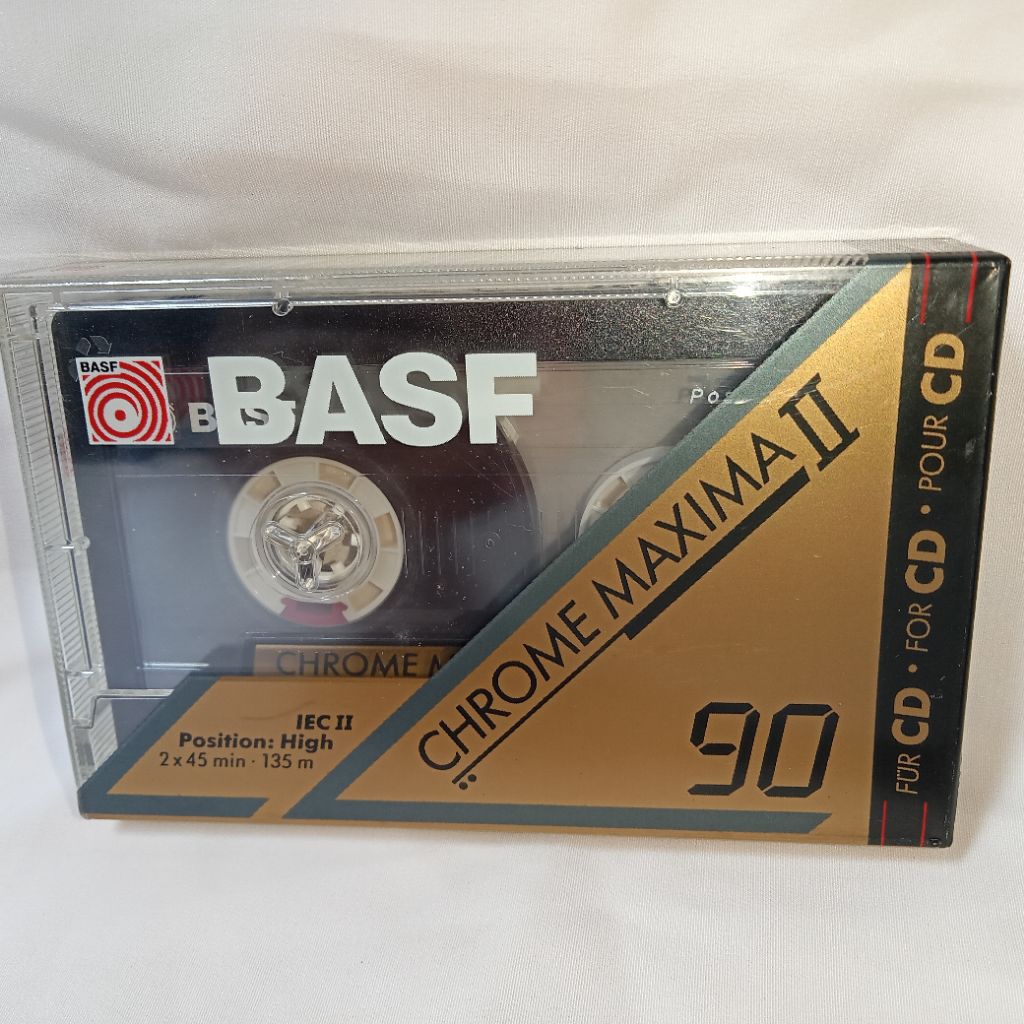 BASF
BASF
Pos
CHROME MAXIMA II
CHROME M
IEC II
Position: High
2 x 45 min · 135 m
90
FÜR CD · FOR CD · POUR CD